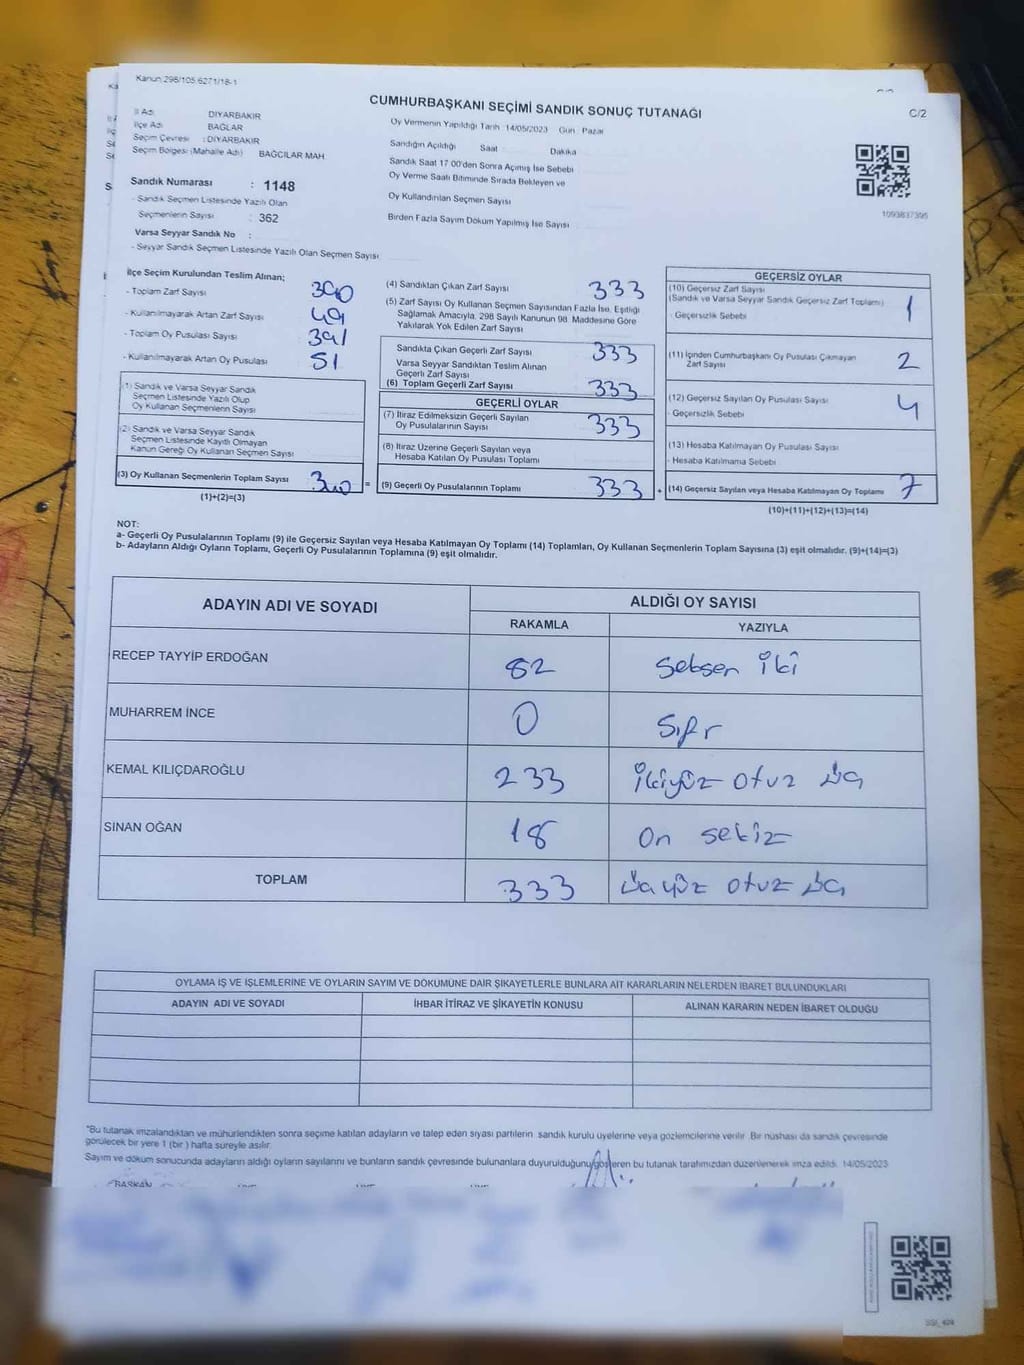 Kanun 298/105 6271/18-1
CUMHURBAŞKANI SEÇİMİ SANDIK SONUÇ TUTANAĞI
C/2
İl Adı DİYARBAKIR
İlçe Adı BAĞLAR
Seçim Çevresi : DİYARBAKIR
Seçim Bölgesi (Mahalle Adı) BAĞCILAR MAH
Sandık Numarası : 1148
- Sandık Seçmen Listesinde Yazılı Olan
Seçmenlerin Sayısı : 362
Varsa Seyyar Sandık No :
- Seyyar Sandık Seçmen Listesinde Yazılı Olan Seçmen Sayısı
Oy Vermenin Yapıldığı Tarih 14/05/2023 Gün Pazar
Sandığın Açıldığı Saat Dakika
Sandık Saat 17.00'den Sonra Açımış İse Sebebi
Oy Verme Saati Bitiminde Sırada Bekleyen ve
Oy Kullandırılan Seçmen Sayısı
Birden Fazla Sayım Döküm Yapılmış İse Sayısı
1093837395
İlçe Seçim Kurulundan Teslim Alınan;
- Toplam Zarf Sayısı 390
- Kullanılmayarak Artan Zarf Sayısı 49
- Toplam Oy Pusulası Sayısı 391
- Kullanılmayarak Artan Oy Pusulası 51
(1) Sandık ve Varsa Seyyar Sandık
Seçmen Listesinde Yazılı Olup
Oy Kullanan Seçmenlerin Sayısı
(2) Sandık ve Varsa Seyyar Sandık
Seçmen Listesinde Kayıtlı Olmayan
Kanun Gereği Oy Kullanan Seçmen Sayısı
(3) Oy Kullanan Seçmenlerin Toplam Sayısı 340 =
(1)+(2)=(3)
(4) Sandıktan Çıkan Zarf Sayısı 333
(5) Zarf Sayısı Oy Kullanan Seçmen Sayısından Fazla İse, Eşitliği
Sağlamak Amacıyla, 298 Sayılı Kanunun 98. Maddesine Göre
Yakılarak Yok Edilen Zarf Sayısı
Sandıkta Çıkan Geçerli Zarf Sayısı 333
Varsa Seyyar Sandıktan Teslim Alınan
Geçerli Zarf Sayısı
(6) Toplam Geçerli Zarf Sayısı 333
GEÇERLİ OYLAR
(7) İtiraz Edilmeksizin Geçerli Sayılan
Oy Pusulalarının Sayısı 333
(8) İtiraz Üzerine Geçerli Sayılan veya
Hesaba Katılan Oy Pusulası Toplamı
(9) Geçerli Oy Pusulalarının Toplamı 333 +
GEÇERSİZ OYLAR
(10) Geçersiz Zarf Sayısı
(Sandık ve Varsa Seyyar Sandık Geçersiz Zarf Toplamı) 1
- Geçersizlik Sebebi
(11) İçinden Cumhurbaşkanı Oy Pusulası Çıkmayan
Zarf Sayısı 2
(12) Geçersiz Sayılan Oy Pusulası Sayısı 4
- Geçersizlik Sebebi
(13) Hesaba Katılmayan Oy Pusulası Sayısı
- Hesaba Katılmama Sebebi
(14) Geçersiz Sayılan veya Hesaba Katılmayan Oy Toplamı 7
(10)+(11)+(12)+(13)=(14)
NOT:
a- Geçerli Oy Pusulalarının Toplamı (9) ile Geçersiz Sayılan veya Hesaba Katılmayan Oy Toplamı (14) Toplamları, Oy Kullanan Seçmenlerin Toplam Sayısına (3) eşit olmalıdır. (9)+(14)=(3)
b- Adayların Aldığı Oyların Toplamı, Geçerli Oy Pusulalarının Toplamına (9) eşit olmalıdır.
ADAYIN ADI VE SOYADI ALDIĞI OY SAYISI
RAKAMLA YAZIYLA
RECEP TAYYİP ERDOĞAN 82 Seksen iki
MUHARREM İNCE 0 Sıfır
KEMAL KILIÇDAROĞLU 233 ikiyüz otuz üç
SİNAN OĞAN 18 On sekiz
TOPLAM 333 üçyüz otuz üç
OYLAMA İŞ VE İŞLEMLERİNE VE OYLARIN SAYIM VE DÖKÜMÜNE DAİR ŞİKAYETLERLE BUNLARA AİT KARARLARIN NELERDEN İBARET BULUNDUKLARI
ADAYIN ADI VE SOYADI İHBAR İTİRAZ VE ŞİKAYETİN KONUSU ALINAN KARARIN NEDEN İBARET OLDUĞU
*Bu tutanak imzalandıktan ve mühürlendikten sonra seçime katılan adayların ve talep eden siyasi partilerin sandık kurulu üyelerine veya gözlemcilerine verilir. Bir nüshası da sandık çevresinde
görülecek bir yere 1 (bir) hafta süreyle asılır.
Sayım ve döküm sonucunda adayların aldığı oyların sayılarını ve bunların sandık çevresinde bulunanlara duyurulduğunu gösteren bu tutanak tarafımızdan düzenlenerek imza edildi. 14/05/2023
BAŞKAN